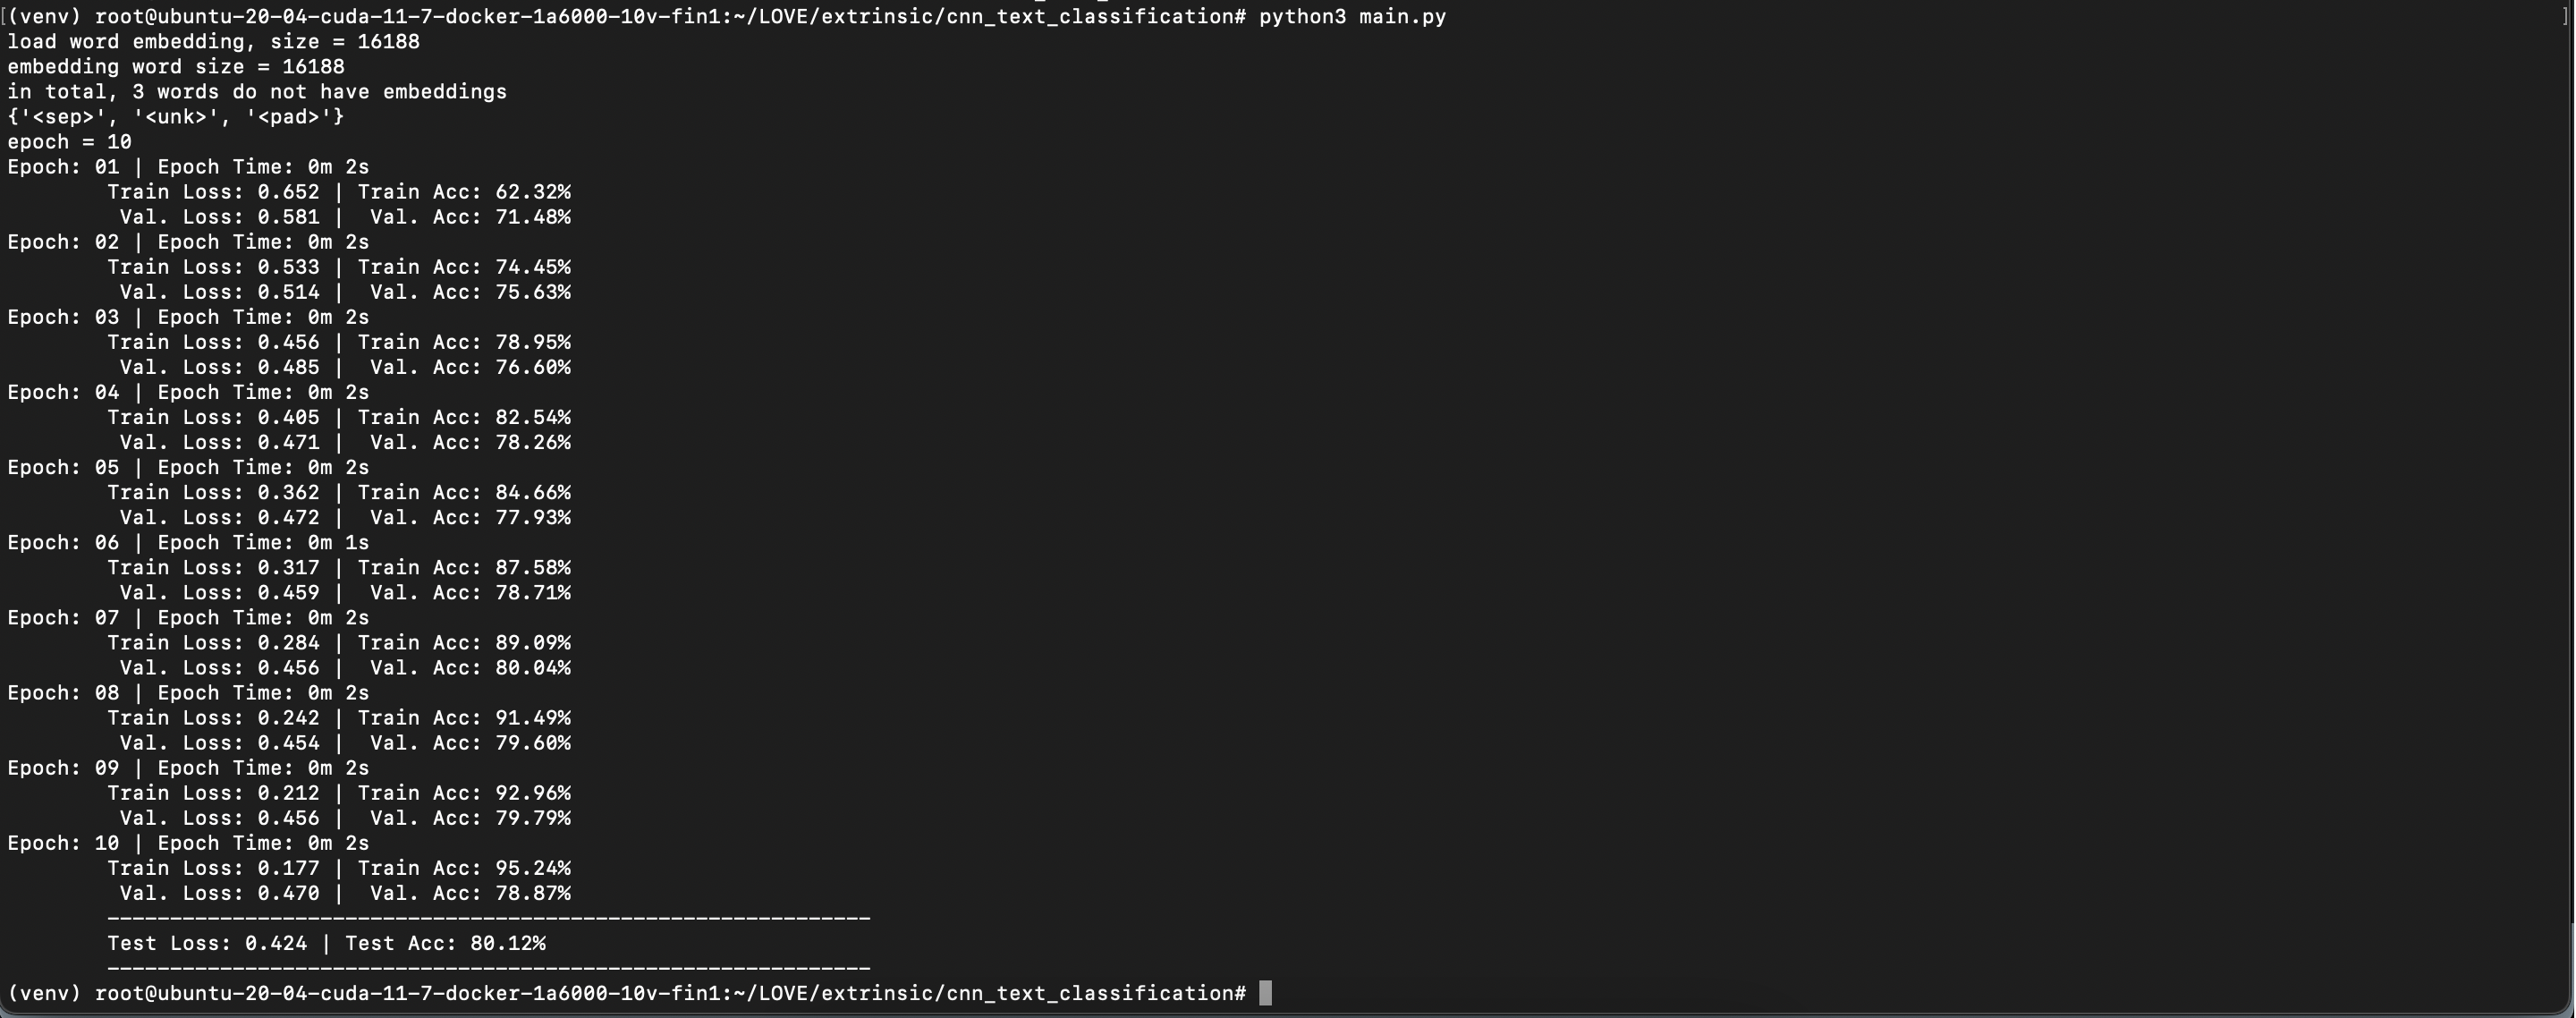 (venv) root@ubuntu-20-04-cuda-11-7-docker-1a6000-10v-fin1:~/LOVE/extrinsic/cnn_text_classification# python3 main.py
load word embedding, size = 16188
embedding word size = 16188
in total, 3 words do not have embeddings
{'<sep>', '<unk>', '<pad>'}
epoch = 10
Epoch: 01 | Epoch Time: 0m 2s
Train Loss: 0.652 | Train Acc: 62.32%
Val. Loss: 0.581 |  Val. Acc: 71.48%
Epoch: 02 | Epoch Time: 0m 2s
Train Loss: 0.533 | Train Acc: 74.45%
Val. Loss: 0.514 |  Val. Acc: 75.63%
Epoch: 03 | Epoch Time: 0m 2s
Train Loss: 0.456 | Train Acc: 78.95%
Val. Loss: 0.485 |  Val. Acc: 76.60%
Epoch: 04 | Epoch Time: 0m 2s
Train Loss: 0.405 | Train Acc: 82.54%
Val. Loss: 0.471 |  Val. Acc: 78.26%
Epoch: 05 | Epoch Time: 0m 2s
Train Loss: 0.362 | Train Acc: 84.66%
Val. Loss: 0.472 |  Val. Acc: 77.93%
Epoch: 06 | Epoch Time: 0m 1s
Train Loss: 0.317 | Train Acc: 87.58%
Val. Loss: 0.459 |  Val. Acc: 78.71%
Epoch: 07 | Epoch Time: 0m 2s
Train Loss: 0.284 | Train Acc: 89.09%
Val. Loss: 0.456 |  Val. Acc: 80.04%
Epoch: 08 | Epoch Time: 0m 2s
Train Loss: 0.242 | Train Acc: 91.49%
Val. Loss: 0.454 |  Val. Acc: 79.60%
Epoch: 09 | Epoch Time: 0m 2s
Train Loss: 0.212 | Train Acc: 92.96%
Val. Loss: 0.456 |  Val. Acc: 79.79%
Epoch: 10 | Epoch Time: 0m 2s
Train Loss: 0.177 | Train Acc: 95.24%
Val. Loss: 0.470 |  Val. Acc: 78.87%
-------------------------------------------------------------
Test Loss: 0.424 | Test Acc: 80.12%
-------------------------------------------------------------
(venv) root@ubuntu-20-04-cuda-11-7-docker-1a6000-10v-fin1:~/LOVE/extrinsic/cnn_text_classification#